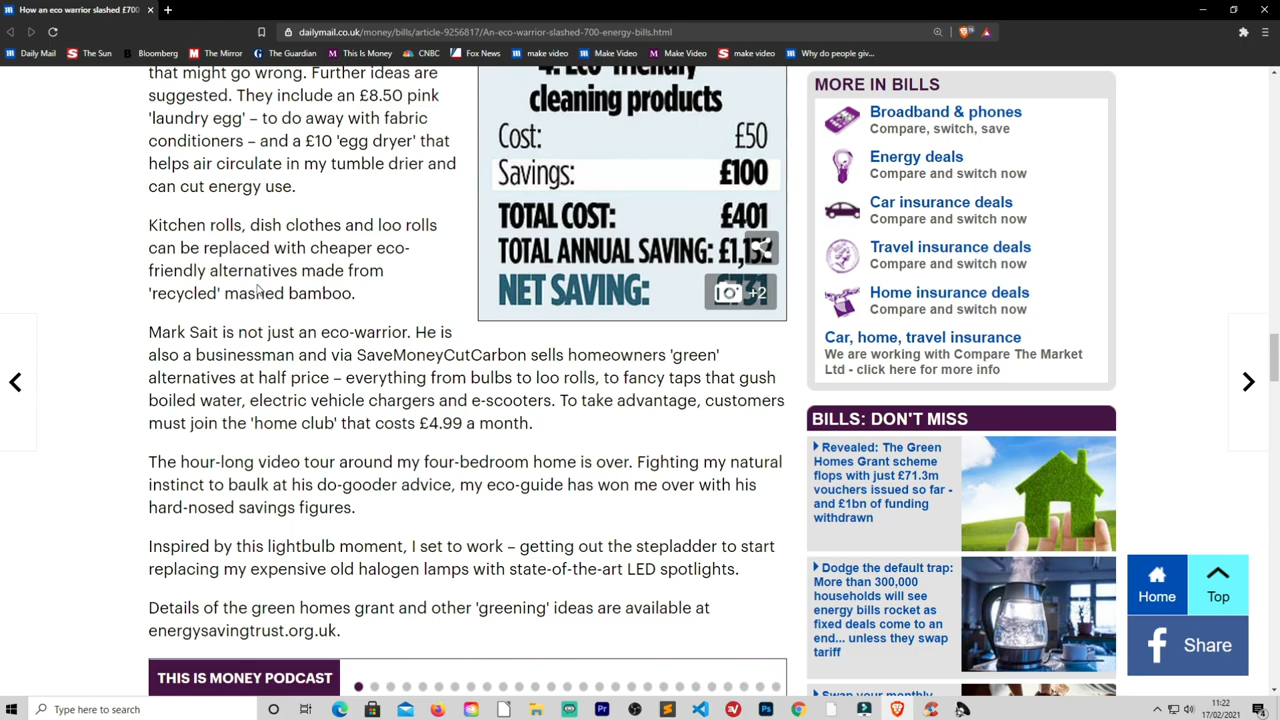 How an eco warrior slashed £700
dailymail.co.uk/money/bills/article-9256817/An-eco-warrior-slashed-700-energy-bills.html
Daily Mail
The Sun
Bloomberg
The Mirror
The Guardian
This Is Money
CNBC
Fox News
make video
Make Video
Make Video
make video
Why do people giv...
that might go wrong. Further ideas are
suggested. They include an £8.50 pink
'laundry egg' – to do away with fabric
conditioners – and a £10 'egg dryer' that
helps air circulate in my tumble drier and
can cut energy use.
Kitchen rolls, dish clothes and loo rolls
can be replaced with cheaper eco-
friendly alternatives made from
'recycled' mashed bamboo.
4. Eco-friendly
cleaning products
Cost: £50
Savings: £100
TOTAL COST: £401
TOTAL ANNUAL SAVING:
NET SAVING:
+2
Mark Sait is not just an eco-warrior. He is
also a businessman and via SaveMoneyCutCarbon sells homeowners 'green'
alternatives at half price – everything from bulbs to loo rolls, to fancy taps that gush
boiled water, electric vehicle chargers and e-scooters. To take advantage, customers
must join the 'home club' that costs £4.99 a month.
The hour-long video tour around my four-bedroom home is over. Fighting my natural
instinct to baulk at his do-gooder advice, my eco-guide has won me over with his
hard-nosed savings figures.
Inspired by this lightbulb moment, I set to work – getting out the stepladder to start
replacing my expensive old halogen lamps with state-of-the-art LED spotlights.
Details of the green homes grant and other 'greening' ideas are available at
energysavingtrust.org.uk.
THIS IS MONEY PODCAST
MORE IN BILLS
Broadband & phones
Compare, switch, save
Energy deals
Compare and switch now
Car insurance deals
Compare and switch now
Travel insurance deals
Compare and switch now
Home insurance deals
Compare and switch now
Car, home, travel insurance
We are working with Compare The Market
Ltd - click here for more info
BILLS: DON'T MISS
Revealed: The Green
Homes Grant scheme
flops with just £71.3m
vouchers issued so far -
and £1bn of funding
withdrawn
Dodge the default trap:
More than 300,000
households will see
energy bills rocket as
fixed deals come to an
end... unless they swap
tariff
Swap your monthly
Home
Top
Share
Type here to search
11:22
17/02/2021